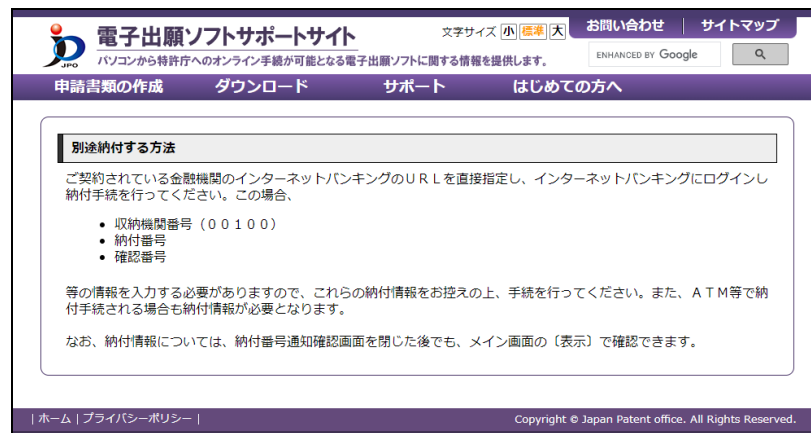 電子出願ソフトサポートサイト
パソコンから特許庁へのオンライン手続が可能となる電子出願ソフトに関する情報を提供します。
JPO
文字サイズ 小 標準 大
お問い合わせ | サイトマップ
ENHANCED BY Google
申請書類の作成 ダウンロード サポート はじめての方へ
別途納付する方法
ご契約されている金融機関のインターネットバンキングのＵＲＬを直接指定し、インターネットバンキングにログインし
納付手続を行ってください。この場合、
• 収納機関番号（００１００）
• 納付番号
• 確認番号
等の情報を入力する必要がありますので、これらの納付情報をお控えの上、手続を行ってください。また、ＡＴＭ等で納
付手続される場合も納付情報が必要となります。
なお、納付情報については、納付番号通知確認画面を閉じた後でも、メイン画面の〔表示〕で確認できます。
| ホーム | プライバシーポリシー |
Copyright © Japan Patent office. All Rights Reserved.